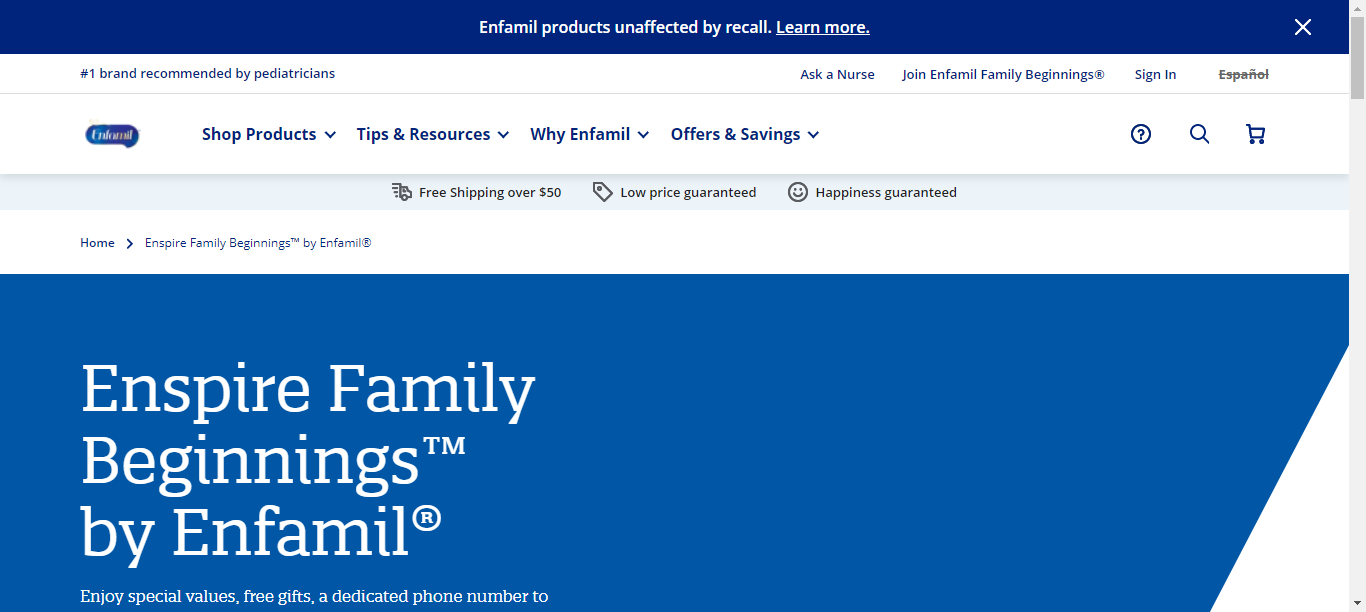 Enfamil products unaffected by recall. Learn more.
#1 brand recommended by pediatricians
Ask a Nurse
Join Enfamil Family Beginnings®
Sign In
Español
Enfamil
Shop Products
Tips & Resources
Why Enfamil
Offers & Savings
Free Shipping over $50
Low price guaranteed
Happiness guaranteed
Home
Enspire Family Beginnings™ by Enfamil®
Enspire Family
Beginnings™
by Enfamil®
Enjoy special values, free gifts, a dedicated phone number to